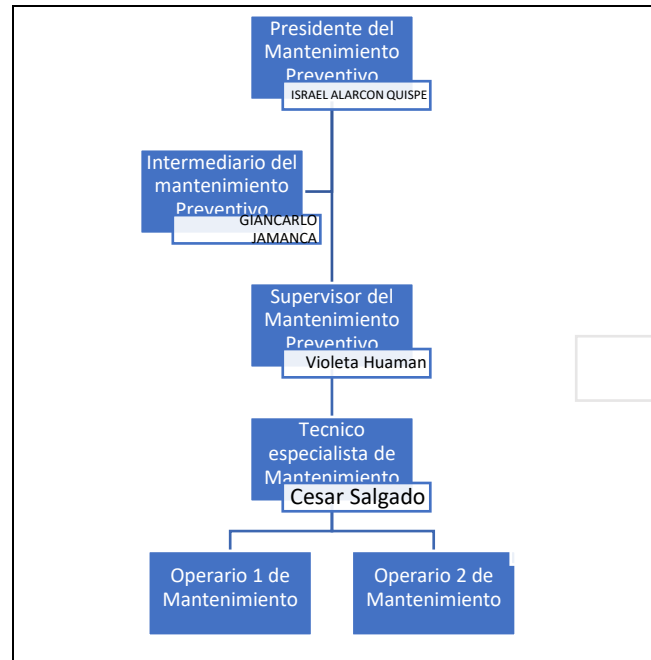 Presidente del
Mantenimiento
Preventivo
ISRAEL ALARCON QUISPE
Intermediario del
mantenimiento
Preventivo
GIANCARLO
JAMANCA
Supervisor del
Mantenimiento
Preventivo
Violeta Huaman
Tecnico
especialista de
Mantenimiento
Cesar Salgado
Operario 1 de
Mantenimiento
Operario 2 de
Mantenimiento